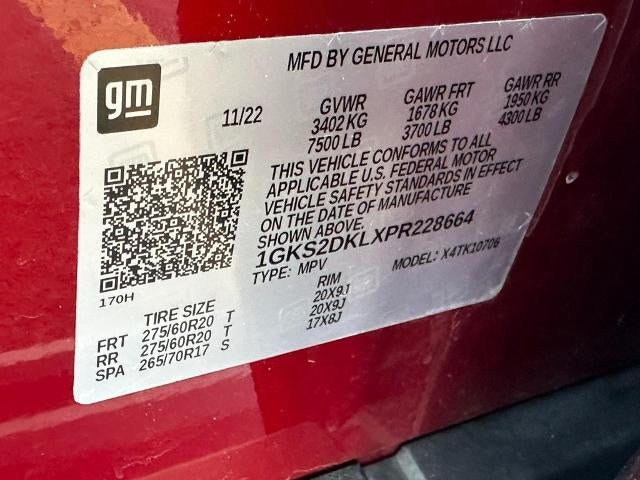 MFD BY GENERAL MOTORS LLC
gm
11/22
GVWR GAWR FRT GAWR RR
3402 KG 1678 KG 1950 KG
7500 LB 3700 LB 4300 LB
THIS VEHICLE CONFORMS TO ALL
APPLICABLE U.S. FEDERAL MOTOR
VEHICLE SAFETY STANDARDS IN EFFECT
ON THE DATE OF MANUFACTURE
SHOWN ABOVE.
1GKS2DKLXPR228664
TYPE: MPV MODEL: X4TK10706
170H
TIRE SIZE RIM
FRT 275/60R20 T 20X9J
RR 275/60R20 T 20X9J
SPA 265/70R17 S 17X8J